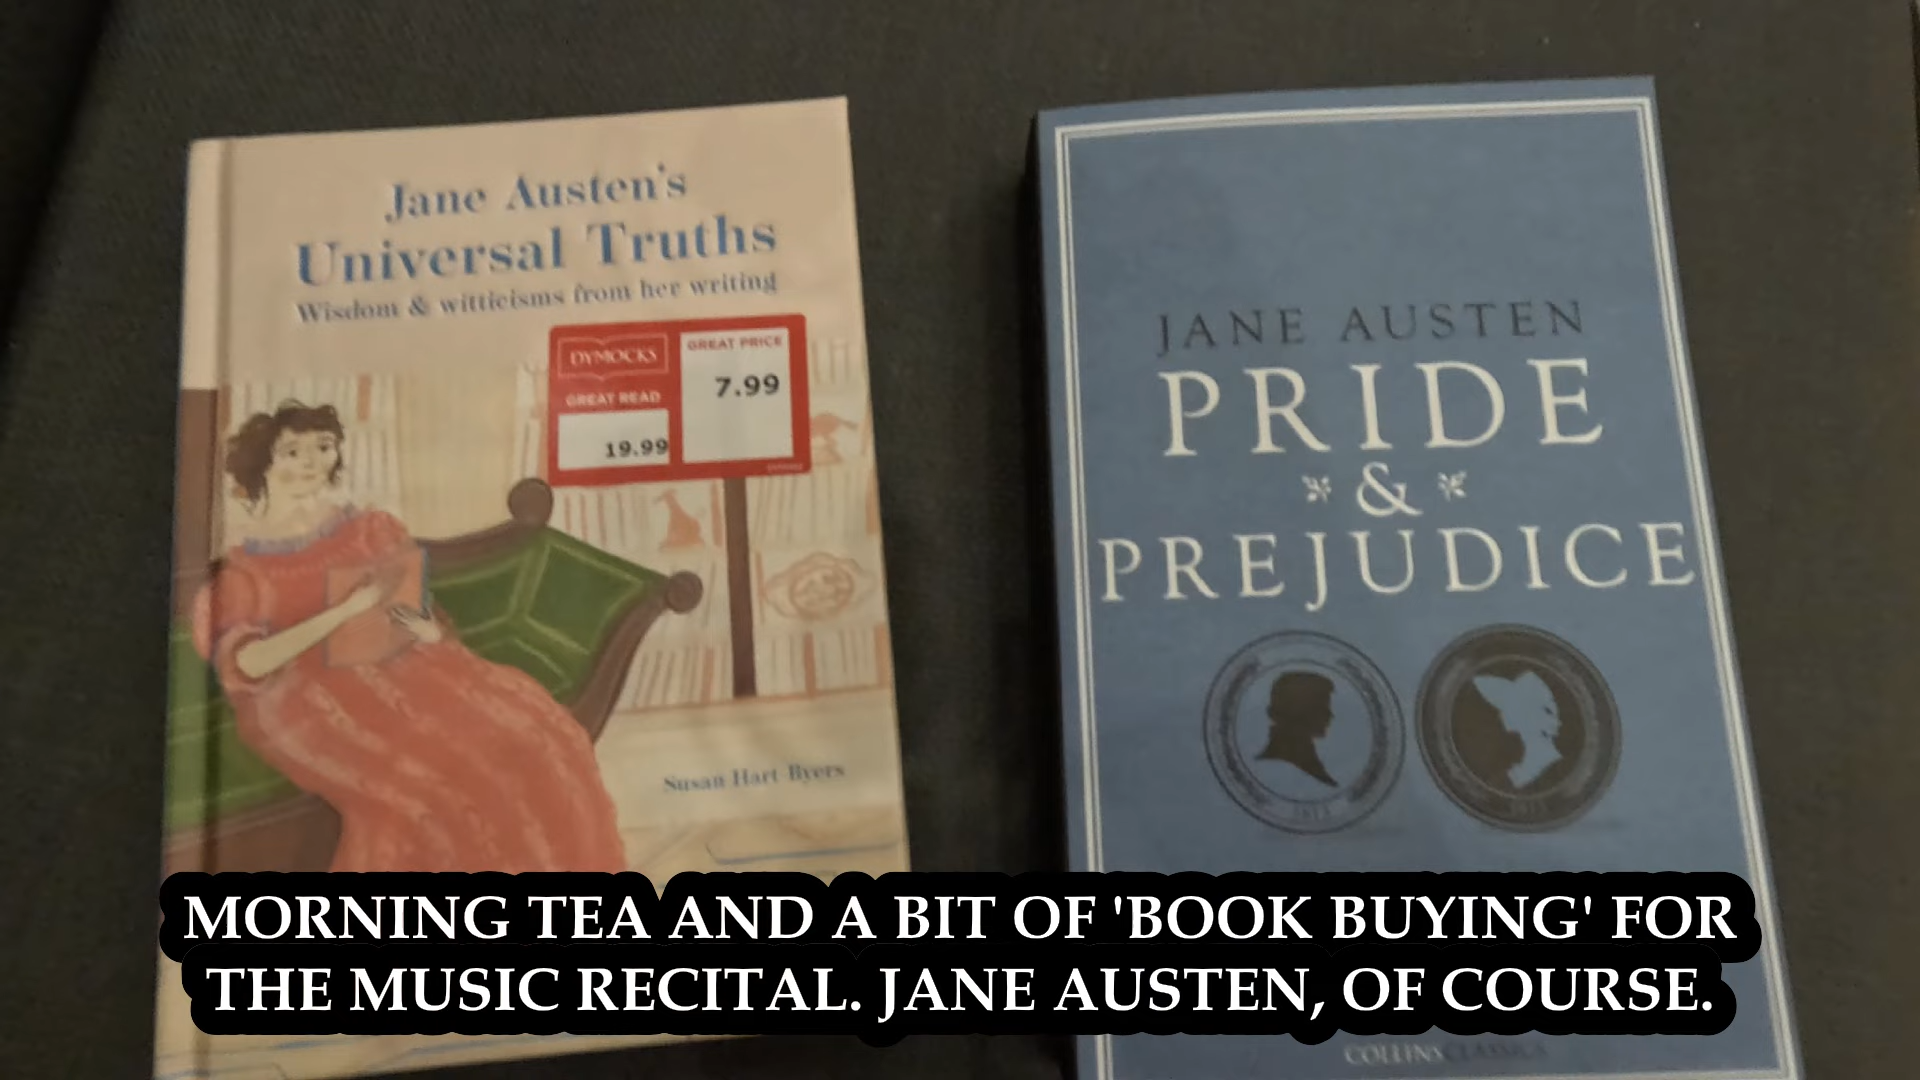 Jane Austen's
Universal Truths
Wisdom & witticisms from her writing
DYMOCKS
GREAT READ
19.99
GREAT PRICE
7.99
Susan Hart-Byers
JANE AUSTEN
PRIDE
&
PREJUDICE
MORNING TEA AND A BIT OF 'BOOK BUYING' FOR
THE MUSIC RECITAL. JANE AUSTEN, OF COURSE.
COLLINS CLASSICS